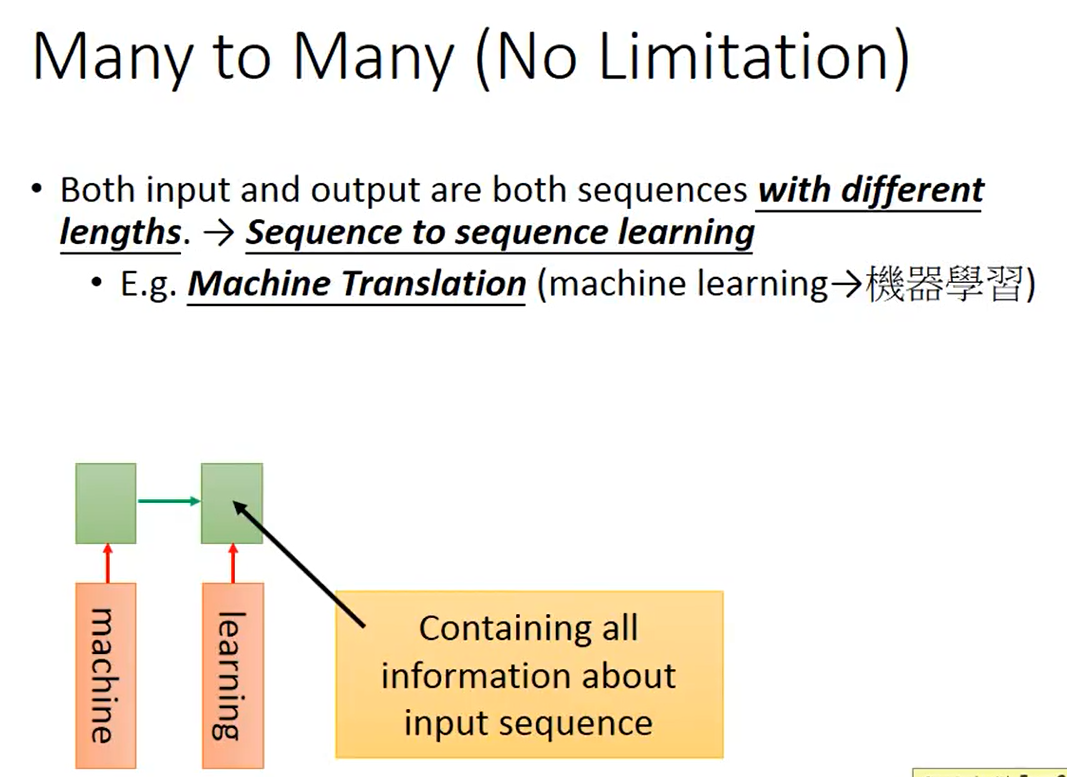 Many to Many (No Limitation)
• Both input and output are both sequences with different
lengths. → Sequence to sequence learning
• E.g. Machine Translation (machine learning→機器學習)
machine
learning
Containing all
information about
input sequence